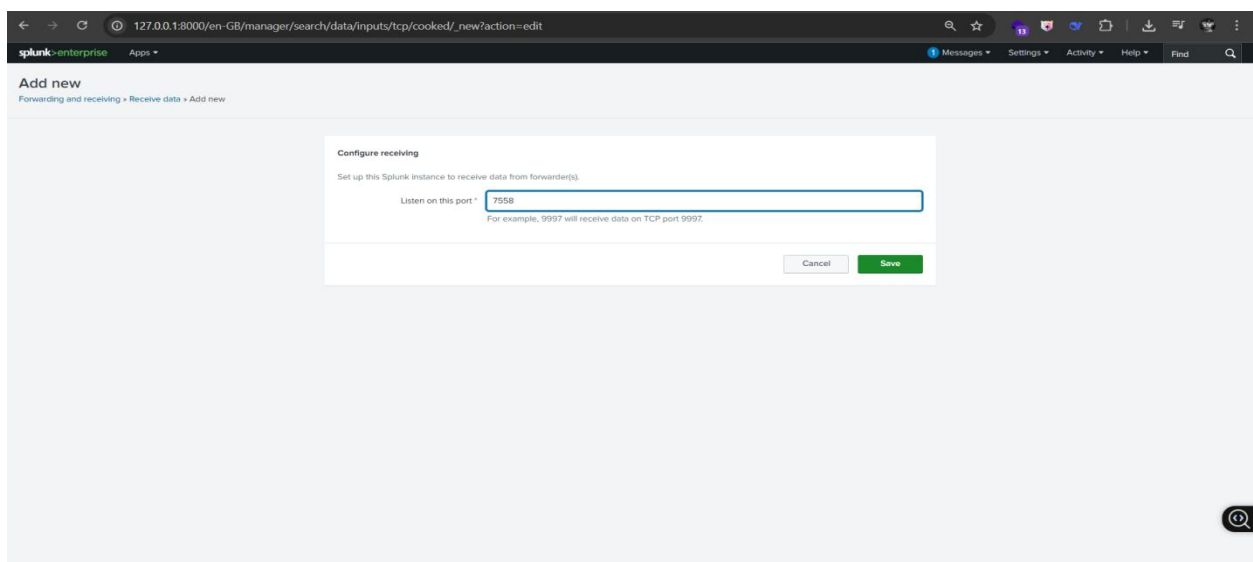 127.0.0.1:8000/en-GB/manager/search/data/inputs/tcp/cooked/_new?action=edit
13
splunk>enterprise Apps ▾ 1 Messages ▾ Settings ▾ Activity ▾ Help ▾ Find
Add new
Forwarding and receiving » Receive data » Add new
Configure receiving
Set up this Splunk instance to receive data from forwarder(s).
Listen on this port * 7558
For example, 9997 will receive data on TCP port 9997.
Cancel Save